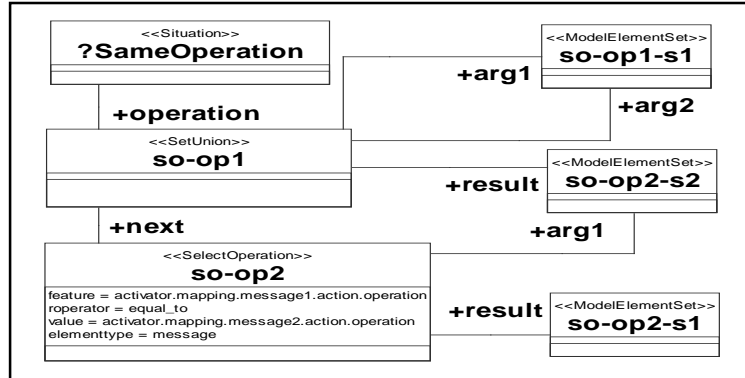 <<Situation>>
?SameOperation
<<ModelElementSet>>
so-op1-s1
+arg1
+arg2
+operation
<<SetUnion>>
so-op1
<<ModelElementSet>>
so-op2-s2
+result
+next
+arg1
<<SelectOperation>>
so-op2
feature = activator.mapping.message1.action.operation
roperator = equal_to
value = activator.mapping.message2.action.operation
elementtype = message
+result
<<ModelElementSet>>
so-op2-s1